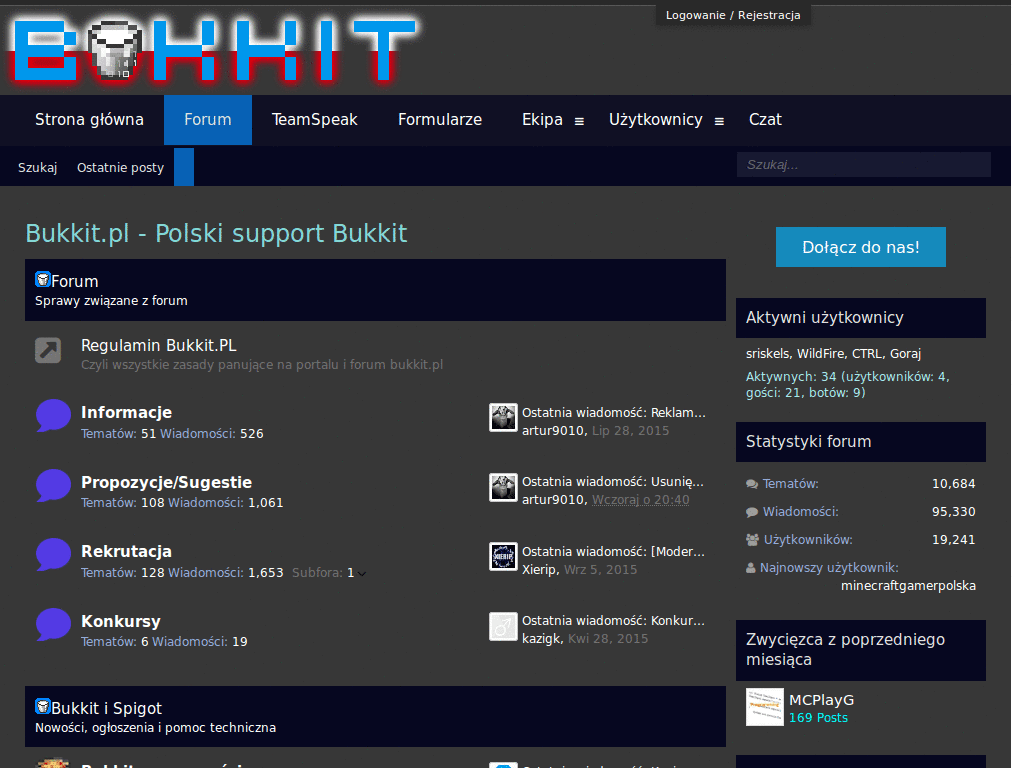 Logowanie / Rejestracja
BUKKIT
Strona główna
Forum
TeamSpeak
Formularze
Ekipa
Użytkownicy
Czat
Szukaj
Ostatnie posty
Szukaj...
Bukkit.pl - Polski support Bukkit
Forum
Sprawy związane z forum
Regulamin Bukkit.PL
Czyli wszystkie zasady panujące na portalu i forum bukkit.pl
Informacje
Tematów: 51 Wiadomości: 526
Ostatnia wiadomość: Reklam...
artur9010, Lip 28, 2015
Propozycje/Sugestie
Tematów: 108 Wiadomości: 1,061
Ostatnia wiadomość: Usunię...
artur9010, Wczoraj o 20:40
Rekrutacja
Tematów: 128 Wiadomości: 1,653 Subfora: 1
XIERIP
Ostatnia wiadomość: [Moder...
Xierip, Wrz 5, 2015
Konkursy
Tematów: 6 Wiadomości: 19
Ostatnia wiadomość: Konkur...
kazigk, Kwi 28, 2015
Bukkit i Spigot
Nowości, ogłoszenia i pomoc techniczna
Dołącz do nas!
Aktywni użytkownicy
sriskels, WildFire, CTRL, Goraj
Aktywnych: 34 (użytkowników: 4,
gości: 21, botów: 9)
Statystyki forum
Tematów: 10,684
Wiadomości: 95,330
Użytkowników: 19,241
Najnowszy użytkownik:
minecraftgamerpolska
Zwycięzca z poprzedniego
miesiąca
MCPlayG
169 Posts